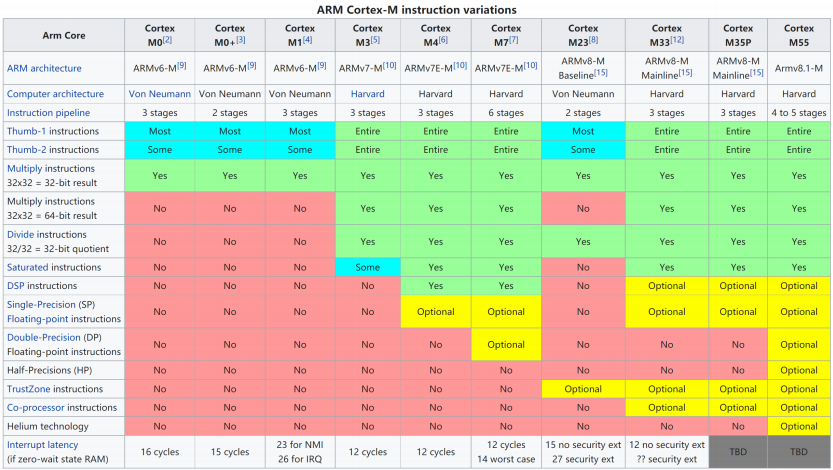 ARM Cortex-M instruction variations
Arm Core Cortex M0[2] Cortex M0+[3] Cortex M1[4] Cortex M3[5] Cortex M4[6] Cortex M7[7] Cortex M23[8] Cortex M33[12] Cortex M35P Cortex M55
ARM architecture ARMv6-M[9] ARMv6-M[9] ARMv6-M[9] ARMv7-M[10] ARMv7E-M[10] ARMv7E-M[10] ARMv8-M Baseline[15] ARMv8-M Mainline[15] ARMv8-M Mainline[15] Armv8.1-M
Computer architecture Von Neumann Von Neumann Von Neumann Harvard Harvard Harvard Von Neumann Harvard Harvard Harvard
Instruction pipeline 3 stages 2 stages 3 stages 3 stages 3 stages 6 stages 2 stages 3 stages 3 stages 4 to 5 stages
Thumb-1 instructions Most Most Most Entire Entire Entire Most Entire Entire Entire
Thumb-2 instructions Some Some Some Entire Entire Entire Some Entire Entire Entire
Multiply instructions 32x32 = 32-bit result Yes Yes Yes Yes Yes Yes Yes Yes Yes Yes
Multiply instructions 32x32 = 64-bit result No No No Yes Yes Yes No Yes Yes Yes
Divide instructions 32/32 = 32-bit quotient No No No Yes Yes Yes Yes Yes Yes Yes
Saturated instructions No No No Some Yes Yes No Yes Yes Yes
DSP instructions No No No No Yes Yes No Optional Optional Optional
Single-Precision (SP) Floating-point instructions No No No No Optional Optional No Optional Optional Optional
Double-Precision (DP) Floating-point instructions No No No No No Optional No No No Optional
Half-Precisions (HP) No No No No No No No No No Optional
TrustZone instructions No No No No No No Optional Optional Optional Optional
Co-processor instructions No No No No No No No Optional Optional Optional
Helium technology No No No No No No No No No Optional
Interrupt latency (if zero-wait state RAM) 16 cycles 15 cycles 23 for NMI 26 for IRQ 12 cycles 12 cycles 12 cycles 14 worst case 15 no security ext 27 security ext 12 no security ext ?? security ext TBD TBD